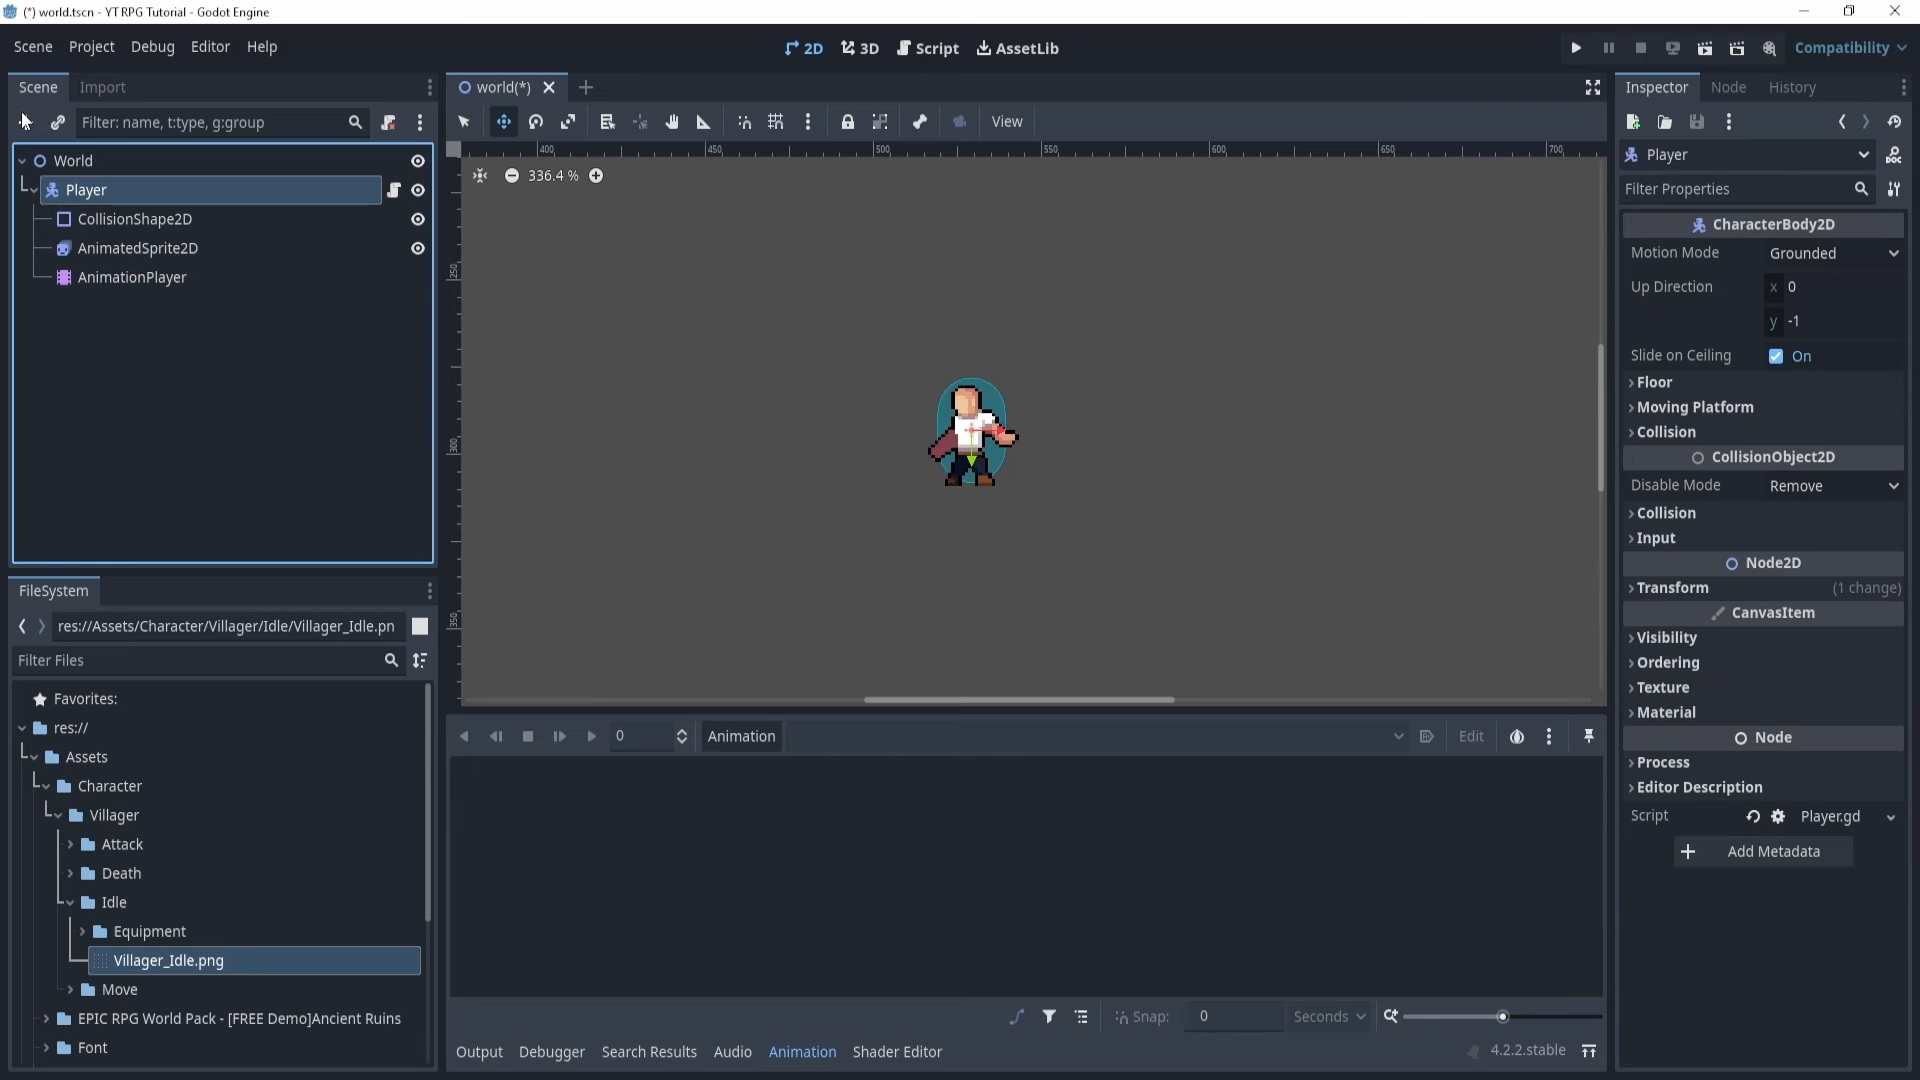 (*) world.tscn - YT RPG Tutorial - Godot Engine
Scene Project Debug Editor Help
2D 3D Script AssetLib
Compatibility
Scene Import
Filter: name, t:type, g:group
World
Player
CollisionShape2D
AnimatedSprite2D
AnimationPlayer
FileSystem
res://Assets/Character/Villager/Idle/Villager_Idle.pn
Filter Files
Favorites:
res://
Assets
Character
Villager
Attack
Death
Idle
Equipment
Villager_Idle.png
Move
EPIC RPG World Pack - [FREE Demo]Ancient Ruins
Font
world(*)
View
400 450 500 550 600 650 700
336.4 %
250
300
350
0 Animation Edit
Snap: 0 Seconds
Output Debugger Search Results Audio Animation Shader Editor 4.2.2.stable
Inspector Node History
Player
Filter Properties
CharacterBody2D
Motion Mode Grounded
Up Direction x 0
y -1
Slide on Ceiling On
Floor
Moving Platform
Collision
CollisionObject2D
Disable Mode Remove
Collision
Input
Node2D
Transform (1 change)
CanvasItem
Visibility
Ordering
Texture
Material
Node
Process
Editor Description
Script Player.gd
Add Metadata